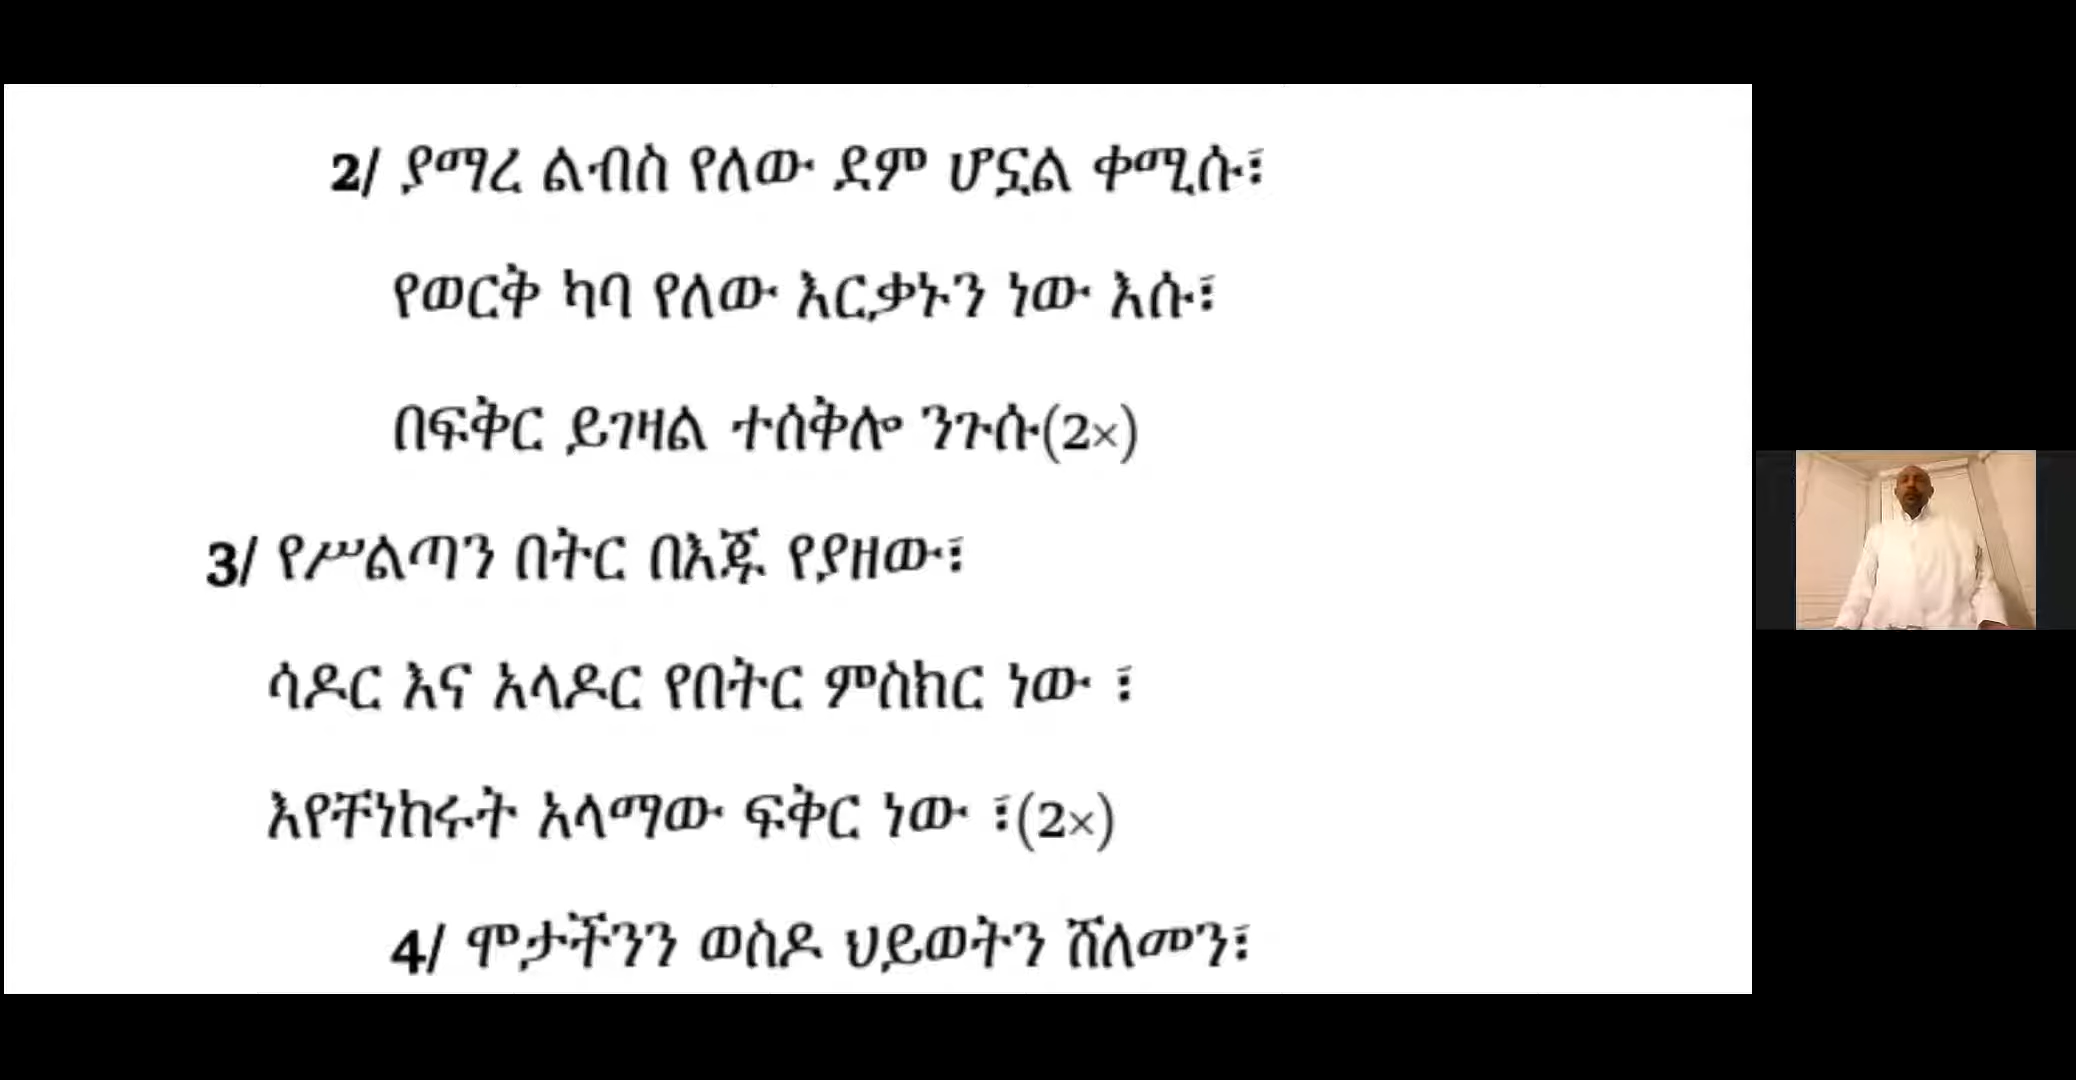 2/ ያማረ ልብስ የለው ደም ሆኗል ቀሚሱ፤
የወርቅ ካባ የለው እርቃኑን ነው እሱ፤
በፍቅር ይገዛል ተሰቅሎ ንጉሱ(2×)
3/ የሥልጣን በትር በእጁ የያዘው፤
ሳዶር እና አላዶር የበትር ምስክር ነው ፤
እየቸነከሩት አላማው ፍቅር ነው ፤(2×)
4/ ሞታችንን ወስዶ ህይወትን ሸለመን፤